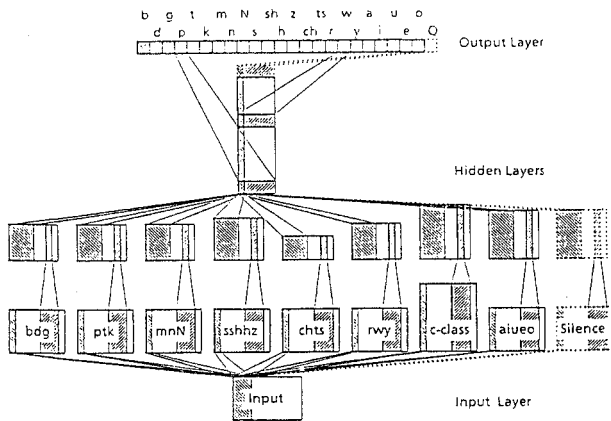 b g t m N sh z ts w a u o
d p k n s h ch r y i e Q
Output Layer
Hidden Layers
bdg ptk mnN sshhz chts rwy c-class aiueo Silence
Input
Input Layer